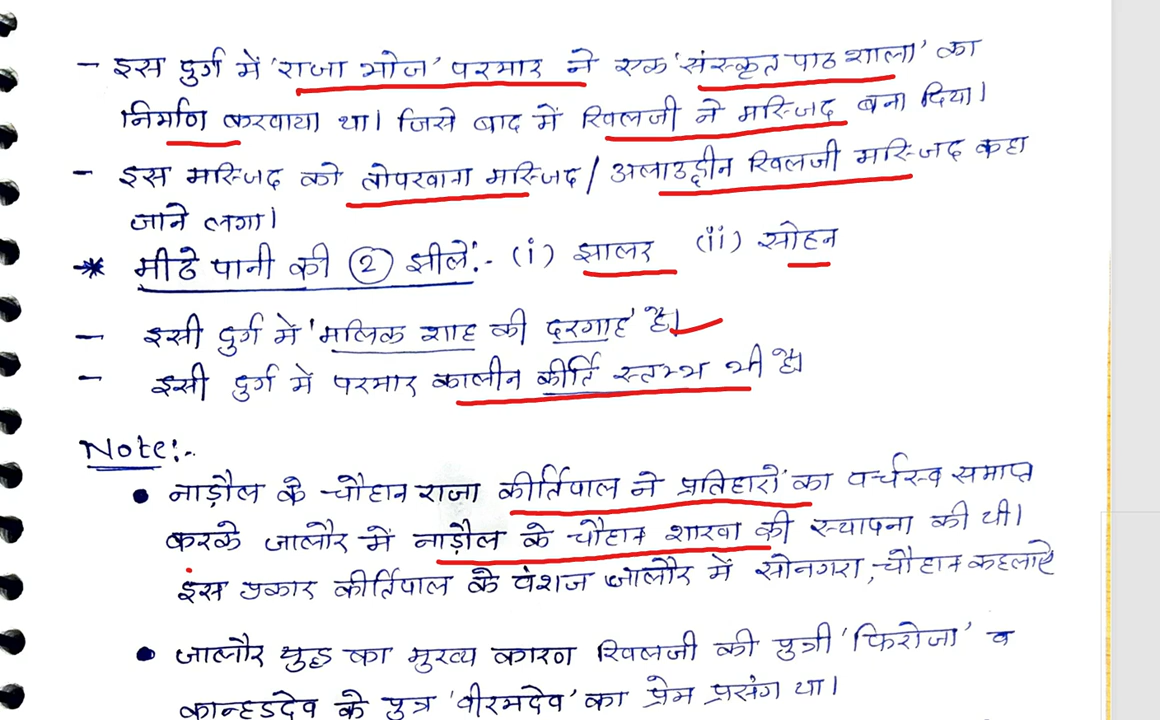 - इस दुर्ग में 'राजा भोज' परमार ने एक 'संस्कृत पाठ शाला' का
निर्माण करवाया था। जिसे बाद में खिलजी ने मस्जिद बना दिया।
- इस मस्जिद को तोपखाना मस्जिद / अलाउद्दीन खिलजी मस्जिद कहा
जाने लगा।
* मीठे पानी की ② झीलें:- (i) झालर (ii) सोहन
- इसी दुर्ग में 'मलिक शाह की दरगाह' है।
- इसी दुर्ग में परमार कालीन कीर्ति स्तम्भ भी है।
Note:-
• नाड़ौल के चौहान राजा कीर्तिपाल ने प्रतिहारों का वर्चस्व समाप्त
करके जालौर में नाड़ौल के चौहान शाखा की स्थापना की थी।
इस प्रकार कीर्तिपाल के वंशज जालौर में सोनगरा, चौहान कहलाऐ
• जालौर युद्ध का मुख्य कारण खिलजी की पुत्री 'फिरोजा' व
कान्हडदेव के पुत्र 'वीरमदेव' का प्रेम प्रसंग था।